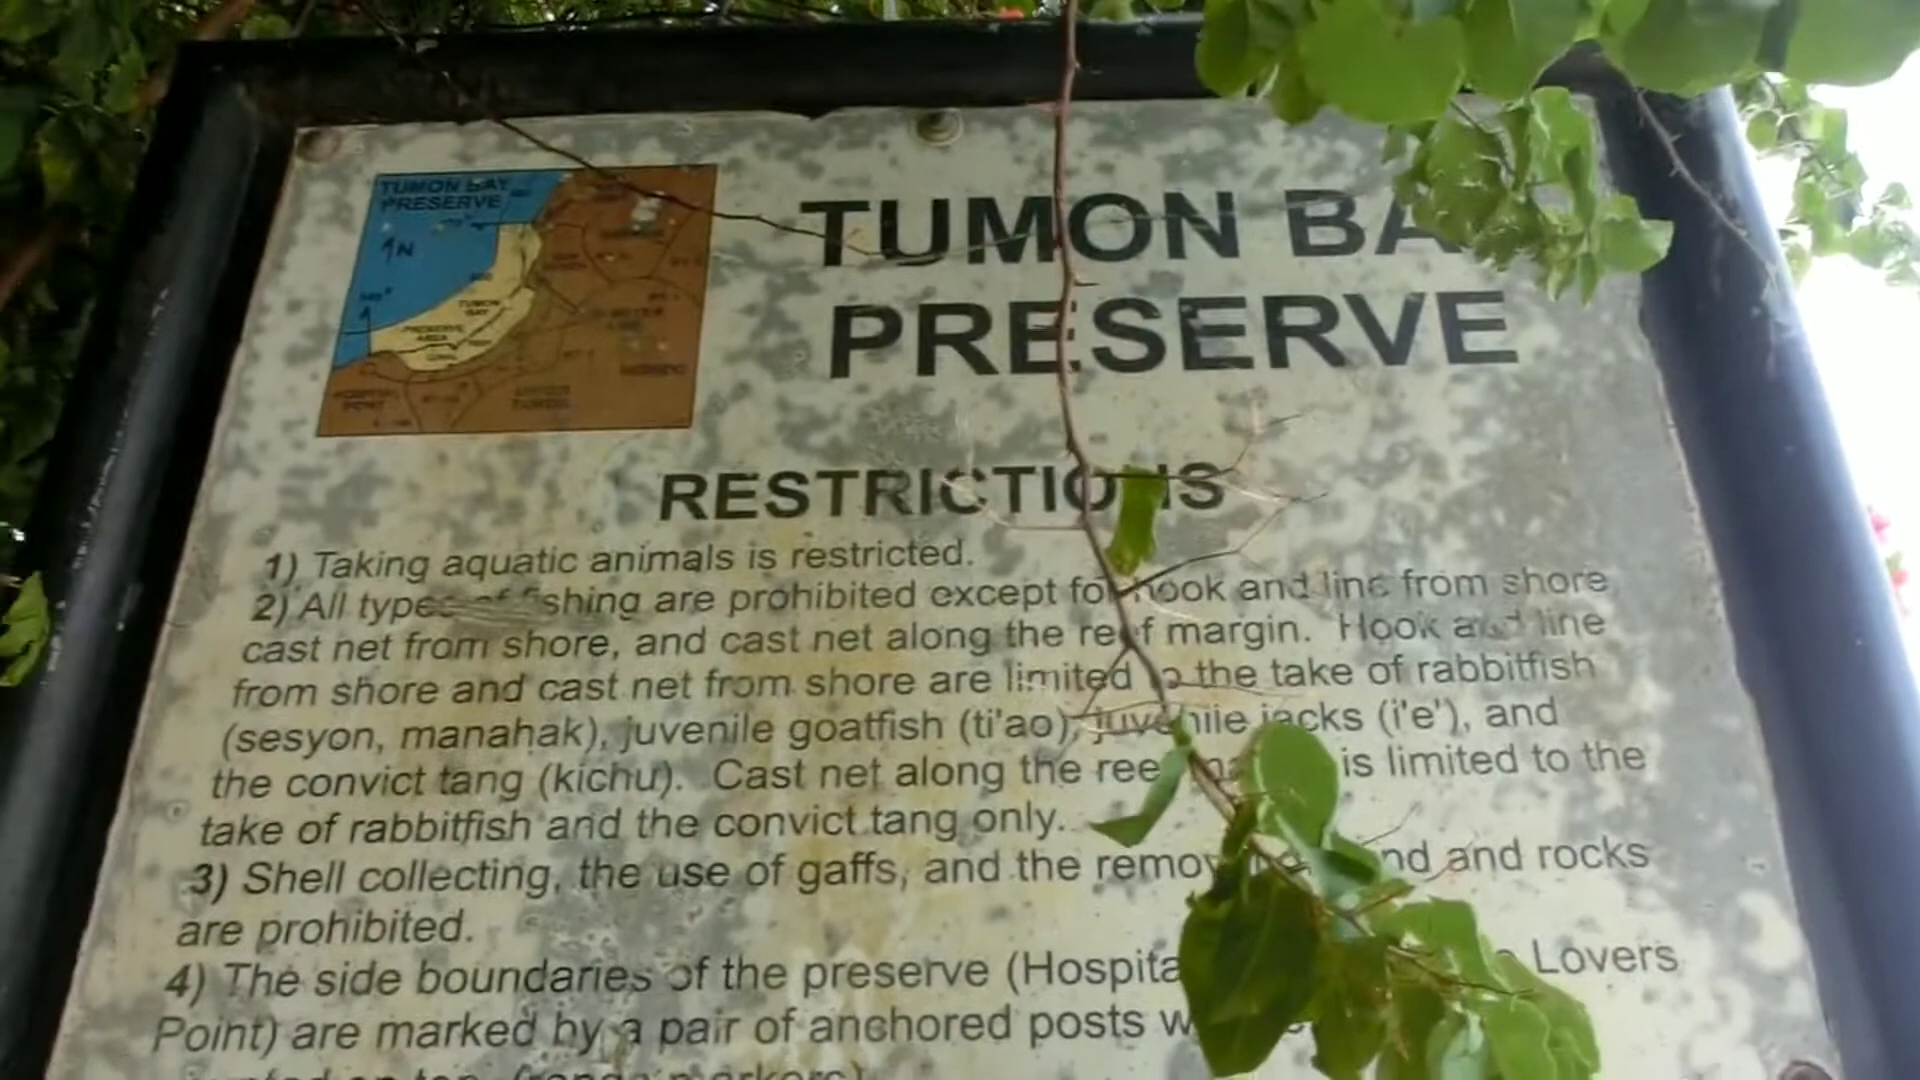 TUMON BAY
PRESERVE
N
TUMON
BAY
PRESERVE
AREA
TUMON BA
PRESERVE
RESTRICTIONS
1) Taking aquatic animals is restricted.
2) All types of fishing are prohibited except for hook and line from shore
cast net from shore, and cast net along the reef margin. Hook and line
from shore and cast net from shore are limited to the take of rabbitfish
(sesyon, manahak), juvenile goatfish (ti'ao), juvenile jacks (i'e'), and
the convict tang (kichu). Cast net along the reef is limited to the
take of rabbitfish and the convict tang only.
3) Shell collecting, the use of gaffs, and the and rocks
are prohibited.
4) The side boundaries of the preserve (Hospita Lovers
Point) are marked by a pair of anchored posts
on top (range markers)